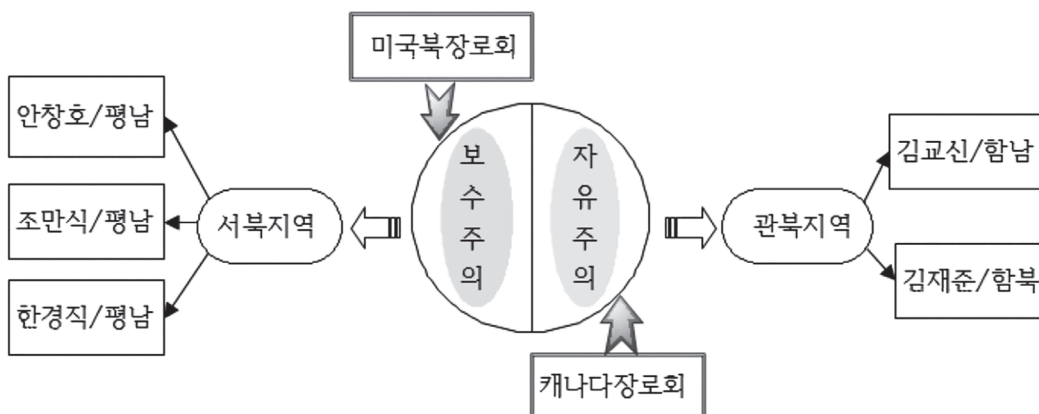 미국북장로회
안창호/평남
조만식/평남
한경직/평남
서북지역
보수주의
자유주의
관북지역
김교신/함남
김재준/함북
캐나다장로회